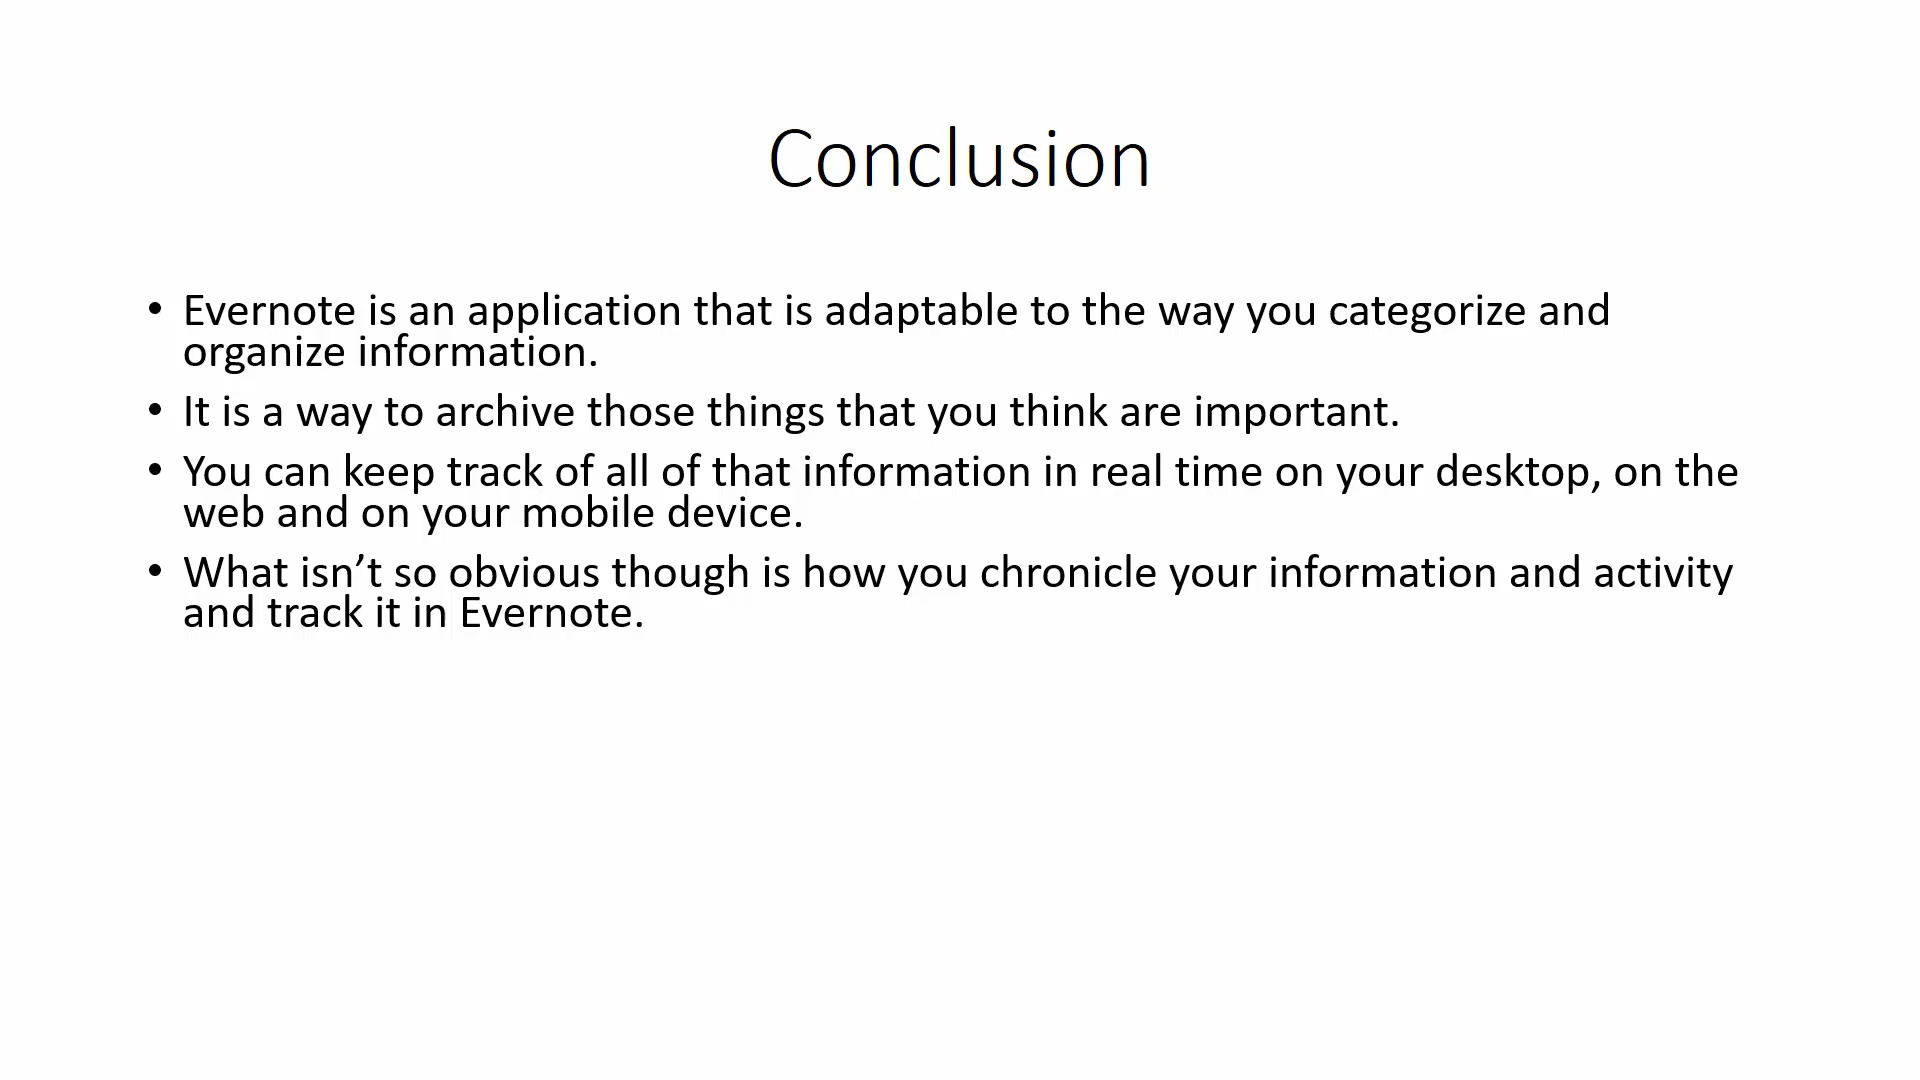 Conclusion
• Evernote is an application that is adaptable to the way you categorize and
organize information.
• It is a way to archive those things that you think are important.
• You can keep track of all of that information in real time on your desktop, on the
web and on your mobile device.
• What isn’t so obvious though is how you chronicle your information and activity
and track it in Evernote.